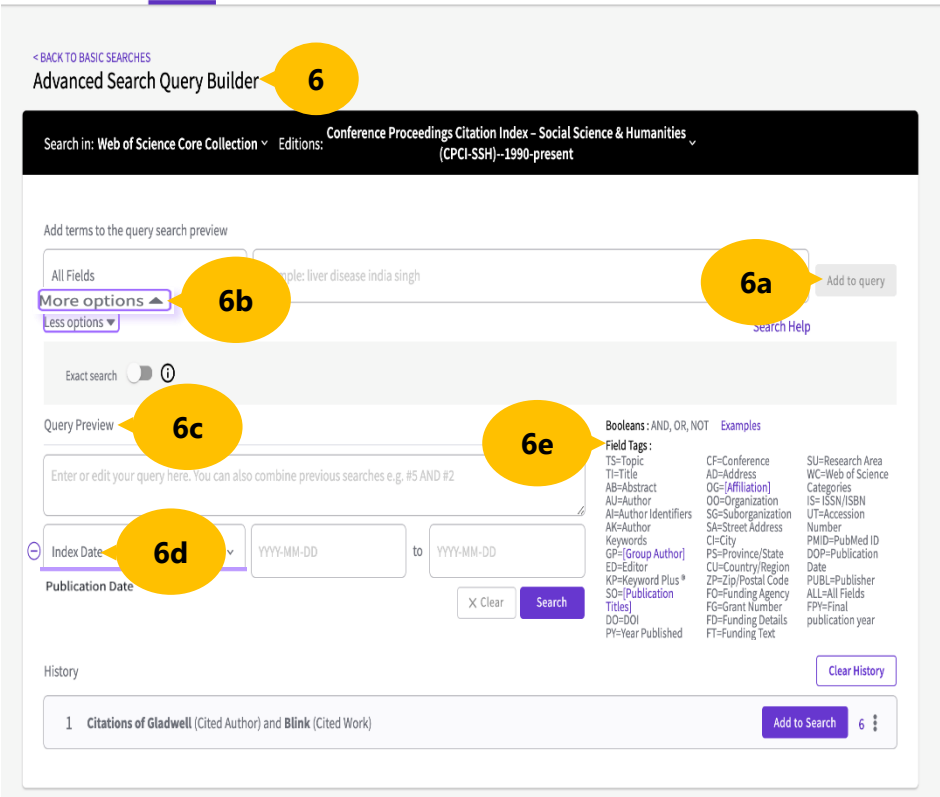 < BACK TO BASIC SEARCHES
Advanced Search Query Builder
6
Search in: Web of Science Core Collection
Editions:
Conference Proceedings Citation Index – Social Science & Humanities
(CPCI-SSH)--1990-present
Add terms to the query search preview
All Fields
liver disease india singh
6a
Add to query
More options
6b
Less options
Search Help
Exact search
Query Preview
6c
Enter or edit your query here. You can also combine previous searches e.g. #5 AND #2
6e
Booleans : AND, OR, NOT Examples
Field Tags :
TS=Topic
TI=Title
AB=Abstract
AU=Author
AI=Author Identifiers
AK=Author
Keywords
GP=[Group Author]
ED=Editor
KP=Keyword Plus ®
SO=[Publication
Titles]
DO=DOI
PY=Year Published
CF=Conference
AD=Address
OG=[Affiliation]
OO=Organization
SG=Suborganization
SA=Street Address
CI=City
PS=Province/State
CU=Country/Region
ZP=Zip/Postal Code
FO=Funding Agency
FG=Grant Number
FD=Funding Details
FT=Funding Text
SU=Research Area
WC=Web of Science
Categories
IS= ISSN/ISBN
UT=Accession
Number
PMID=PubMed ID
DOP=Publication
Date
PUBL=Publisher
ALL=All Fields
FPY=Final
publication year
Index Date
6d
YYYY-MM-DD
to
YYYY-MM-DD
Publication Date
X Clear
Search
History
Clear History
1 Citations of Gladwell (Cited Author) and Blink (Cited Work)
Add to Search
6